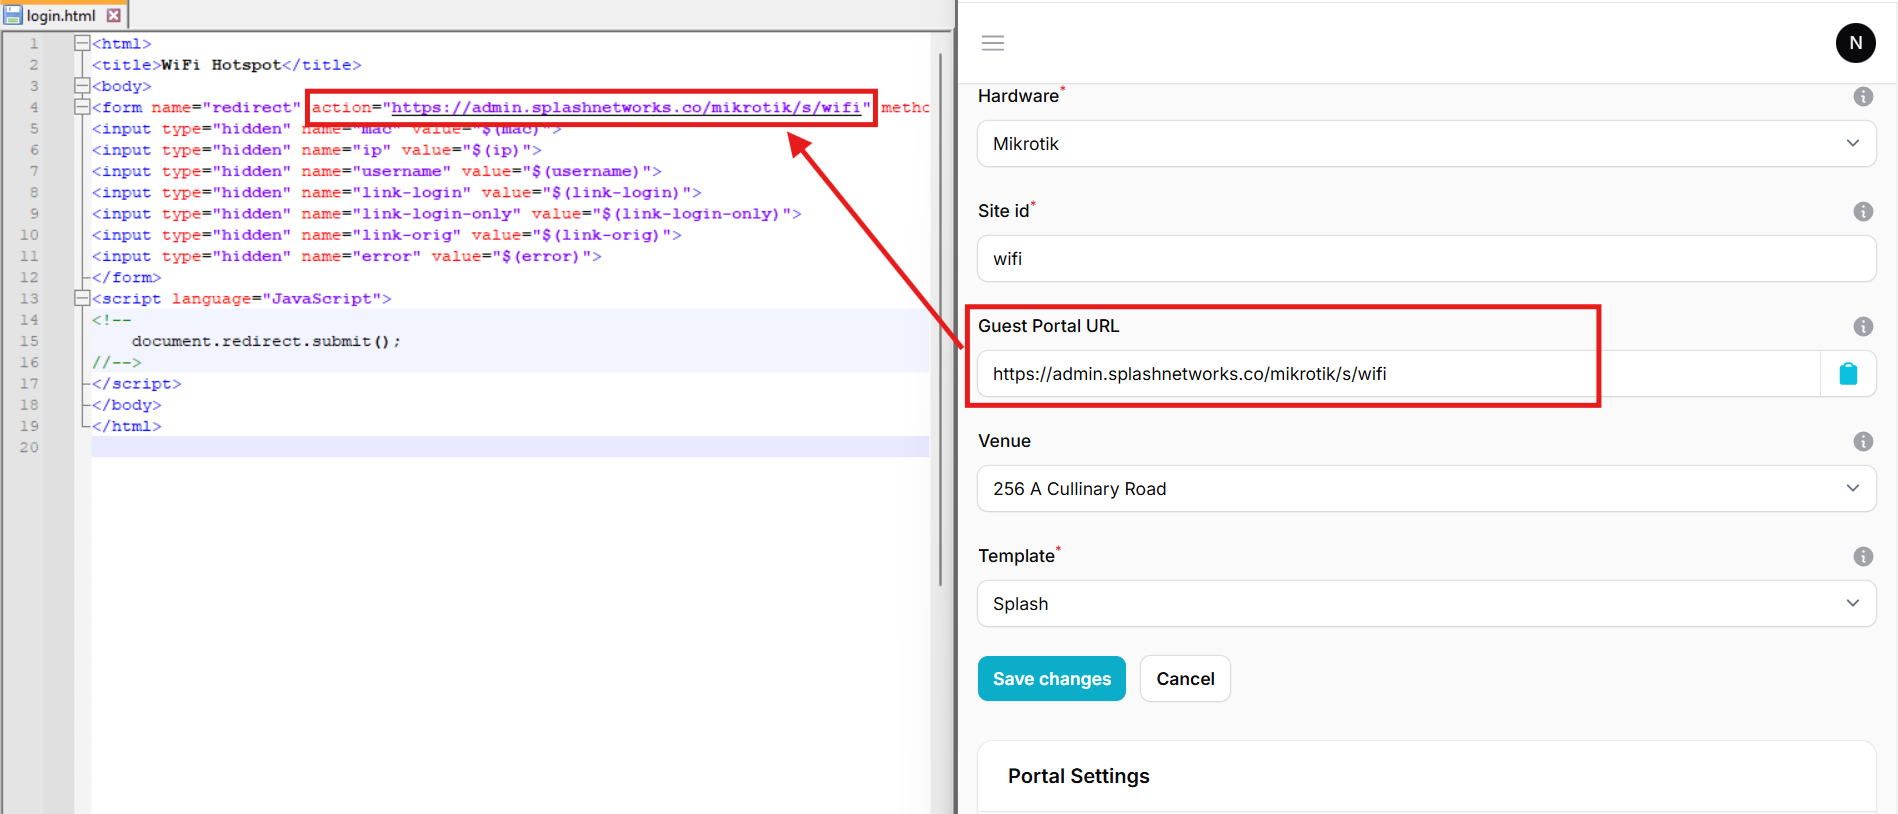 login.html
1 <html>
2 <title>WiFi Hotspot</title>
3 <body>
4 <form name="redirect" action="https://admin.splashnetworks.co/mikrotik/s/wifi" metho
5 <input type="hidden" name="mac" value="$(mac)">
6 <input type="hidden" name="ip" value="$(ip)">
7 <input type="hidden" name="username" value="$(username)">
8 <input type="hidden" name="link-login" value="$(link-login)">
9 <input type="hidden" name="link-login-only" value="$(link-login-only)">
10 <input type="hidden" name="link-orig" value="$(link-orig)">
11 <input type="hidden" name="error" value="$(error)">
12 </form>
13 <script language="JavaScript">
14 <!--
15 document.redirect.submit();
16 //-->
17 </script>
18 </body>
19 </html>
20
N
Hardware*
Mikrotik
Site id*
wifi
Guest Portal URL
https://admin.splashnetworks.co/mikrotik/s/wifi
Venue
256 A Cullinary Road
Template*
Splash
Save changes
Cancel
Portal Settings